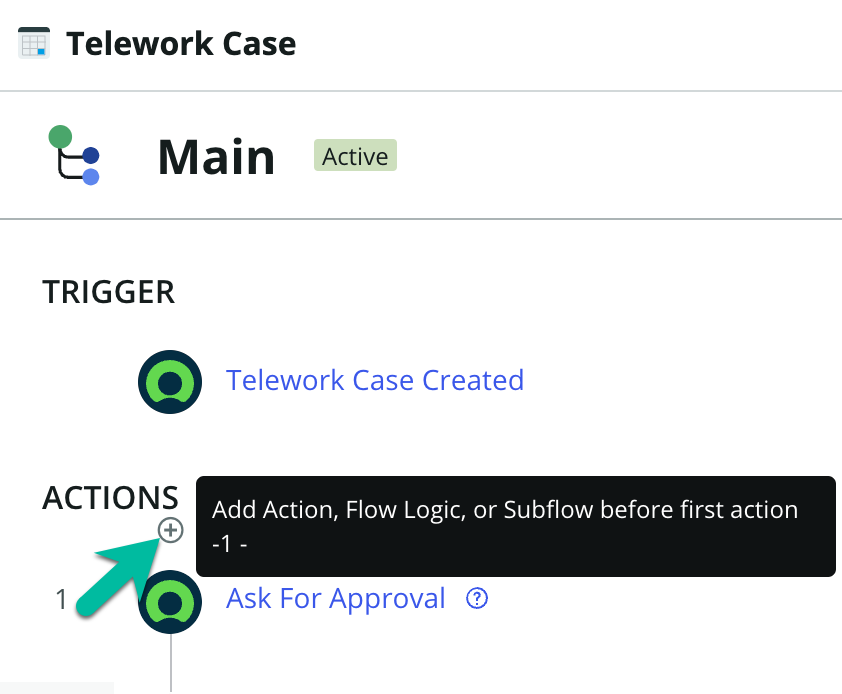 Telework Case
Main
Active
TRIGGER
Telework Case Created
ACTIONS
Add Action, Flow Logic, or Subflow before first action
-1 -
1
Ask For Approval
?